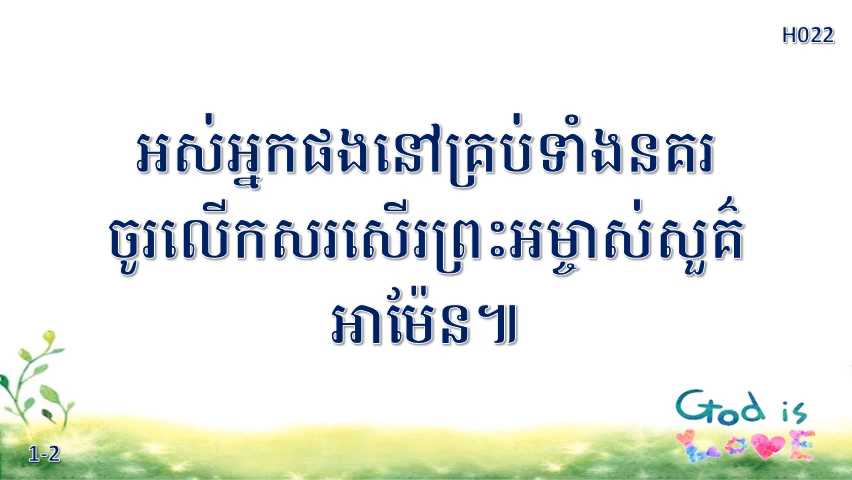 H022
អស់អ្នកផងនៅគ្រប់ទាំងនគរ
ចូរលើកសរសើរព្រះអម្ចាស់សួគ៌
អាម៉ែន៕
God is
LOVE
1-2